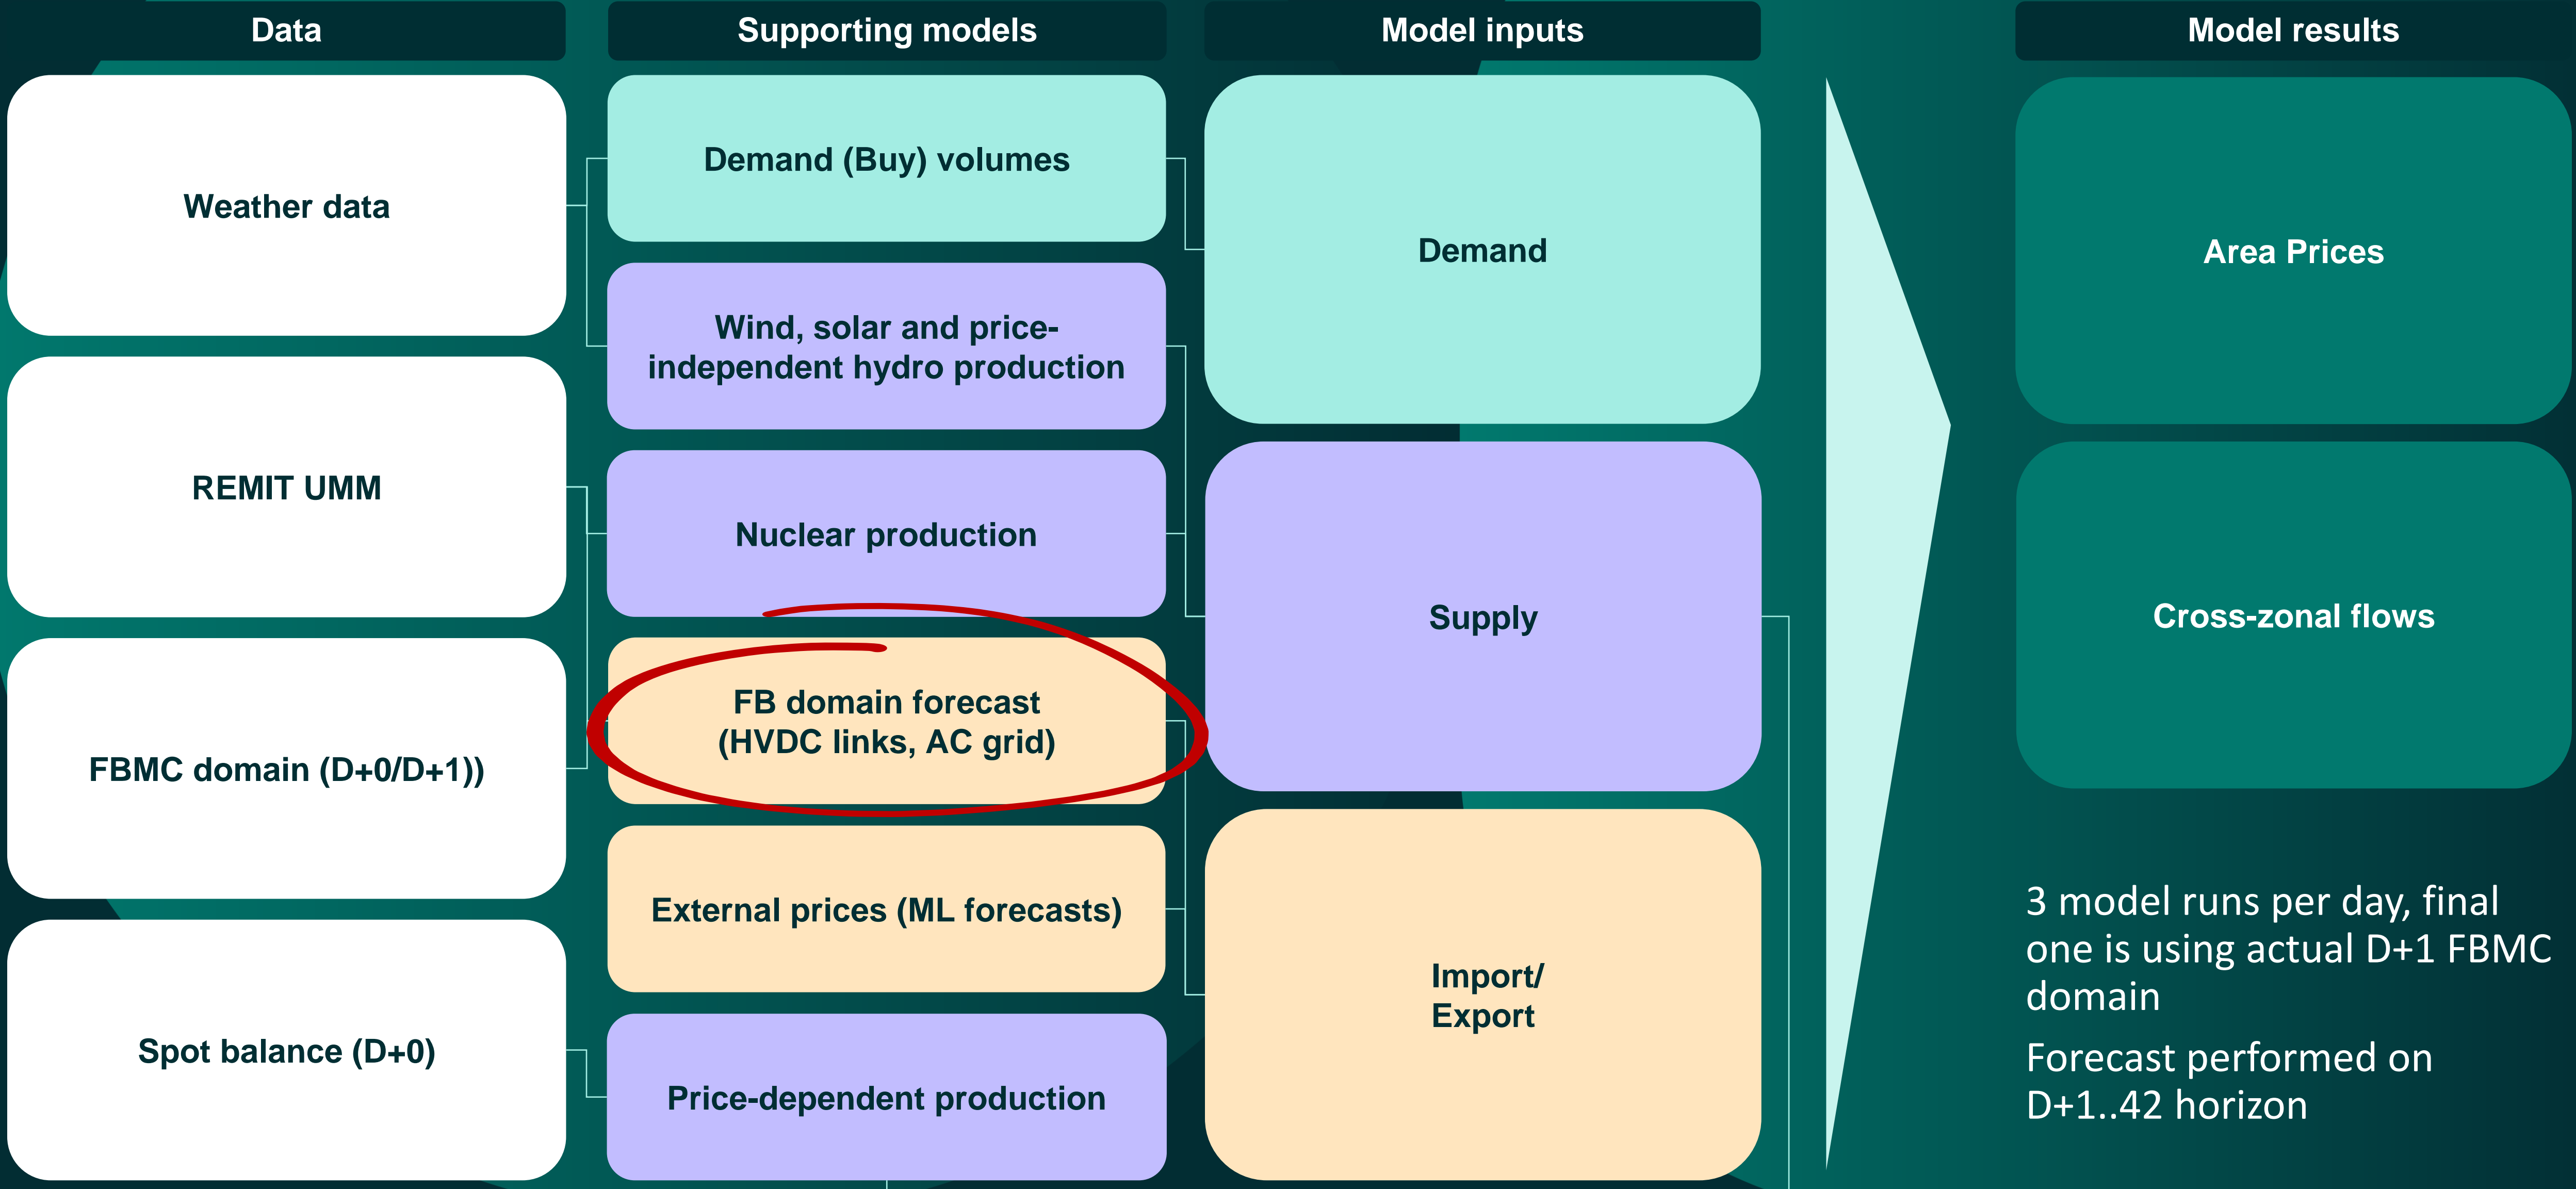 Data
Supporting models
Model inputs
Model results
Weather data
REMIT UMM
FBMC domain (D+0/D+1))
Spot balance (D+0)
Demand (Buy) volumes
Wind, solar and price-
independent hydro production
Nuclear production
FB domain forecast
(HVDC links, AC grid)
External prices (ML forecasts)
Price-dependent production
Demand
Supply
Import/
Export
Area Prices
Cross-zonal flows
3 model runs per day, final
one is using actual D+1 FBMC
domain
Forecast performed on
D+1..42 horizon